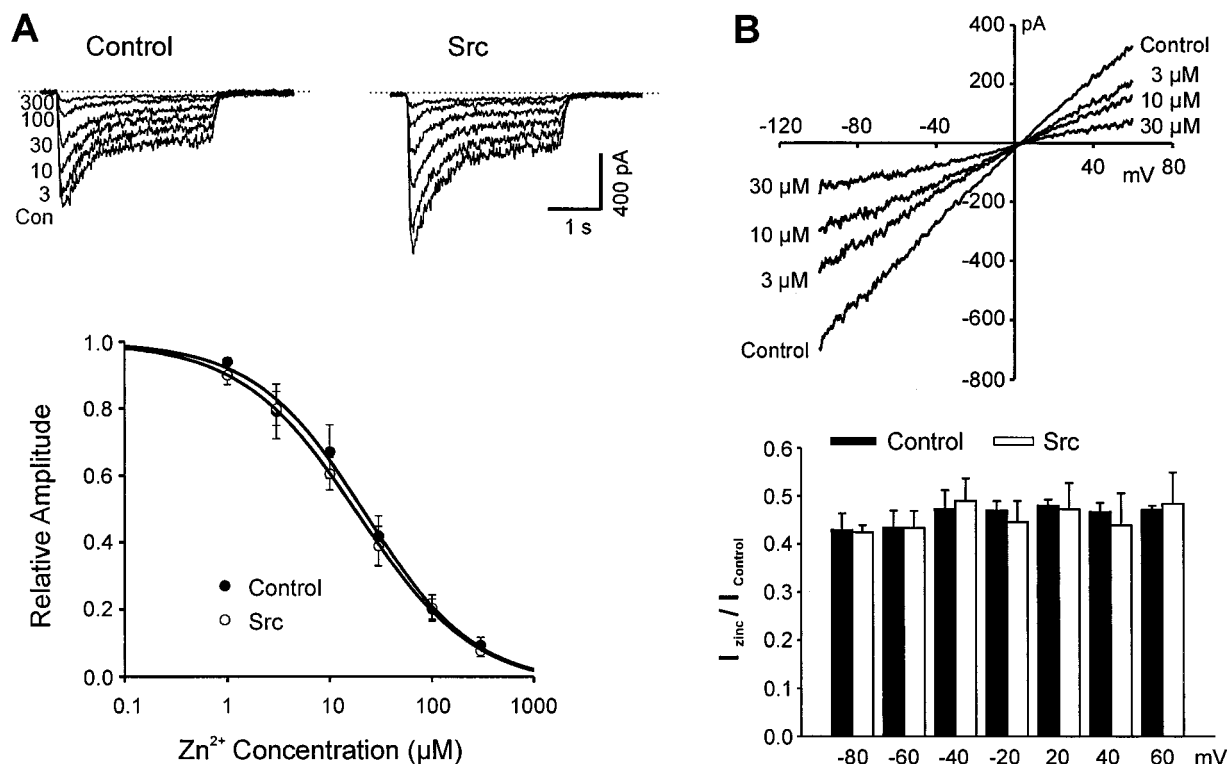 A
Control
Src
300
100
30
10
3
Con
400 pA
1 s
Relative Amplitude
1.0
0.8
0.6
0.4
0.2
0.0
Control
Src
0.1 1 10 100 1000
Zn²⁺ Concentration (µM)
B
400 pA
200
Control
3 µM
10 µM
30 µM
-120 -80 -40 40 80
mV
30 µM
10 µM
3 µM
Control
-200
-400
-600
-800
Control Src
I zinc / I Control
0.6
0.5
0.4
0.3
0.2
0.1
0.0
-80 -60 -40 -20 20 40 60 mV